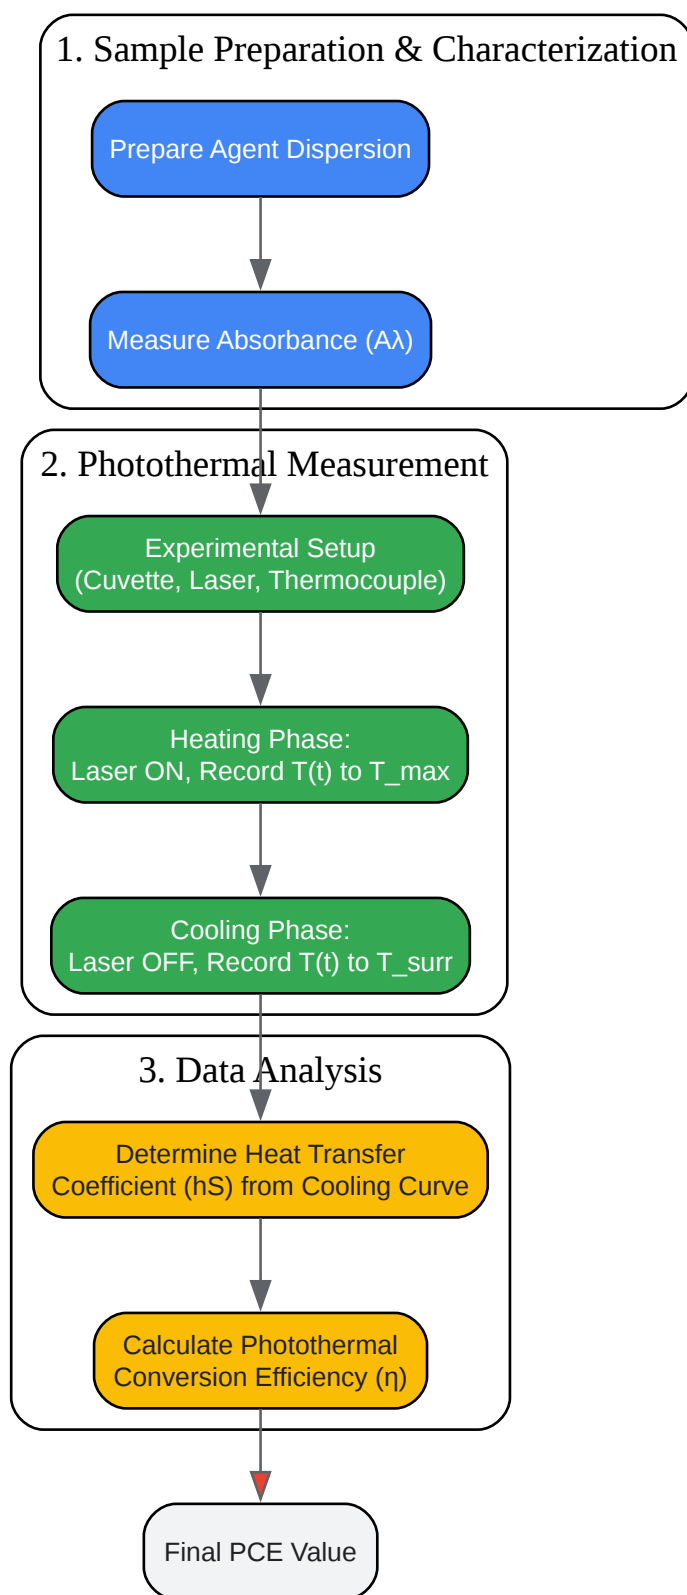 1. Sample Preparation & Characterization
Prepare Agent Dispersion
Measure Absorbance (Aλ)
2. Photothermal Measurement
Experimental Setup
(Cuvette, Laser, Thermocouple)
Heating Phase:
Laser ON, Record T(t) to T_max
Cooling Phase:
Laser OFF, Record T(t) to T_surr
3. Data Analysis
Determine Heat Transfer
Coefficient (hS) from Cooling Curve
Calculate Photothermal
Conversion Efficiency (η)
Final PCE Value